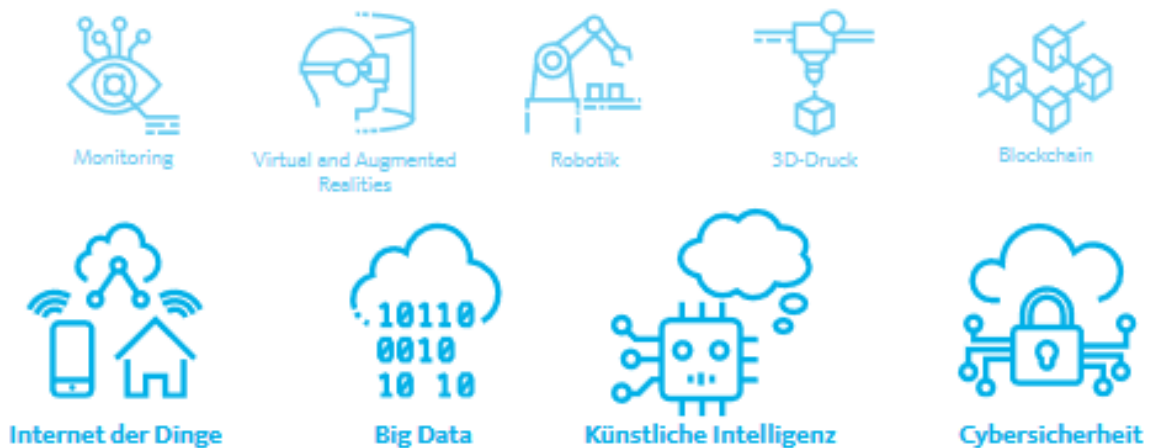 Monitoring
Virtual and Augmented
Realities
Robotik
3D-Druck
Blockchain
10110
0010
10 10
Internet der Dinge
Big Data
Künstliche Intelligenz
Cybersicherheit